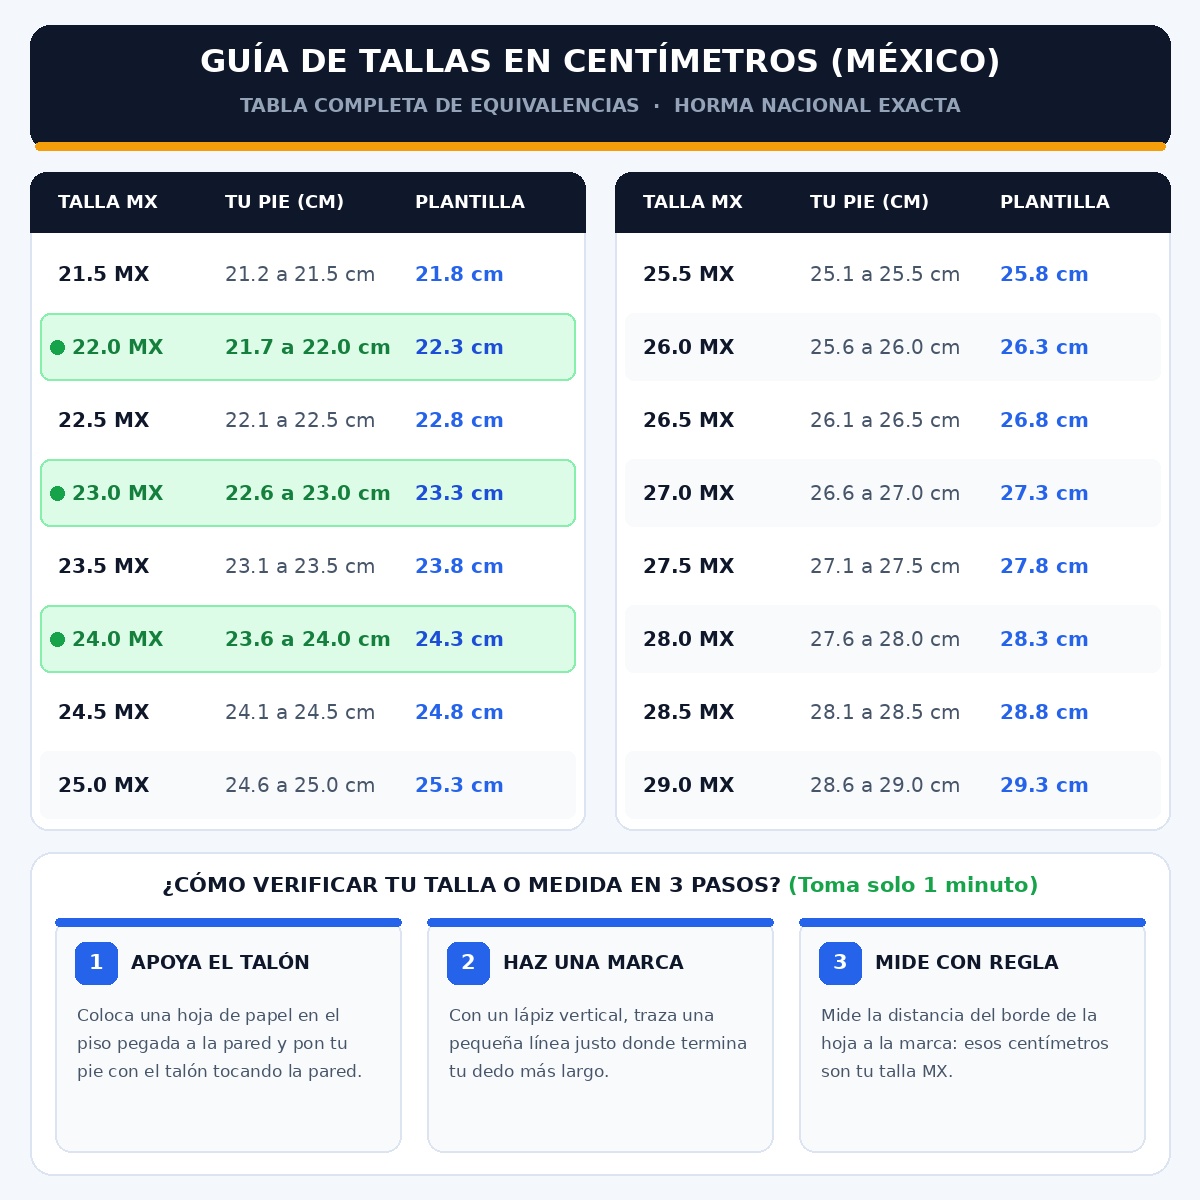 GUÍA DE TALLAS EN CENTÍMETROS (MÉXICO)
TABLA COMPLETA DE EQUIVALENCIAS · HORMA NACIONAL EXACTA
TALLA MX TU PIE (CM) PLANTILLA
21.5 MX 21.2 a 21.5 cm 21.8 cm
22.0 MX 21.7 a 22.0 cm 22.3 cm
22.5 MX 22.1 a 22.5 cm 22.8 cm
23.0 MX 22.6 a 23.0 cm 23.3 cm
23.5 MX 23.1 a 23.5 cm 23.8 cm
24.0 MX 23.6 a 24.0 cm 24.3 cm
24.5 MX 24.1 a 24.5 cm 24.8 cm
25.0 MX 24.6 a 25.0 cm 25.3 cm
TALLA MX TU PIE (CM) PLANTILLA
25.5 MX 25.1 a 25.5 cm 25.8 cm
26.0 MX 25.6 a 26.0 cm 26.3 cm
26.5 MX 26.1 a 26.5 cm 26.8 cm
27.0 MX 26.6 a 27.0 cm 27.3 cm
27.5 MX 27.1 a 27.5 cm 27.8 cm
28.0 MX 27.6 a 28.0 cm 28.3 cm
28.5 MX 28.1 a 28.5 cm 28.8 cm
29.0 MX 28.6 a 29.0 cm 29.3 cm
¿CÓMO VERIFICAR TU TALLA O MEDIDA EN 3 PASOS? (Toma solo 1 minuto)
1 APOYA EL TALÓN
Coloca una hoja de papel en el
piso pegada a la pared y pon tu
pie con el talón tocando la pared.
2 HAZ UNA MARCA
Con un lápiz vertical, traza una
pequeña línea justo donde termina
tu dedo más largo.
3 MIDE CON REGLA
Mide la distancia del borde de la
hoja a la marca: esos centímetros
son tu talla MX.